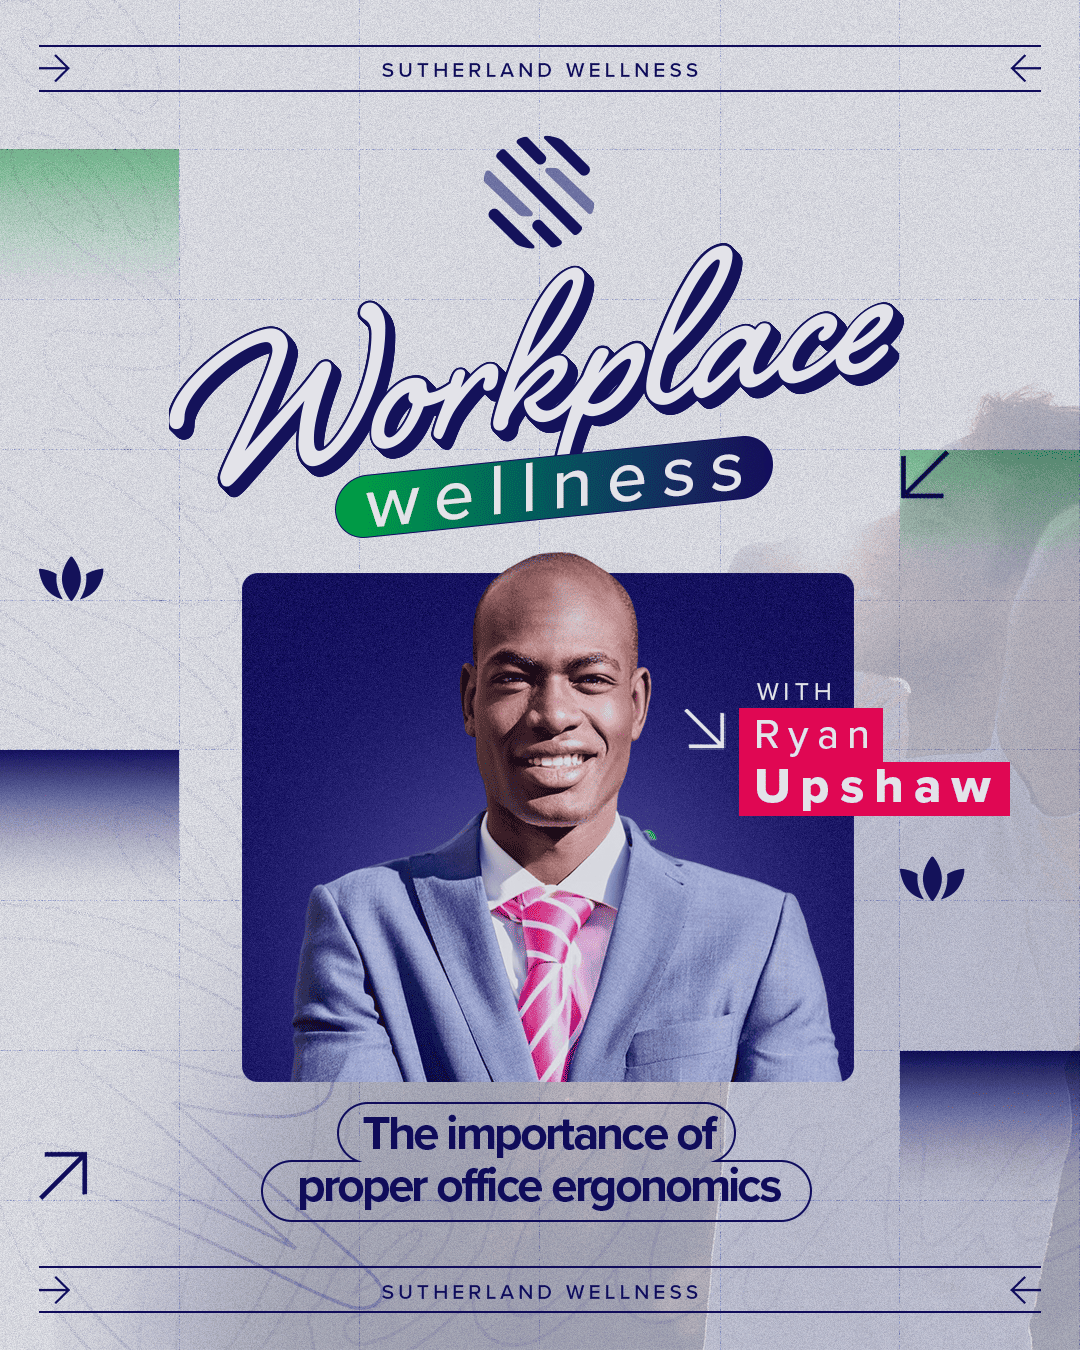 SUTHERLAND WELLNESS
Workplace
wellness
WITH
Ryan
Upshaw
The importance of
proper office ergonomics
SUTHERLAND WELLNESS